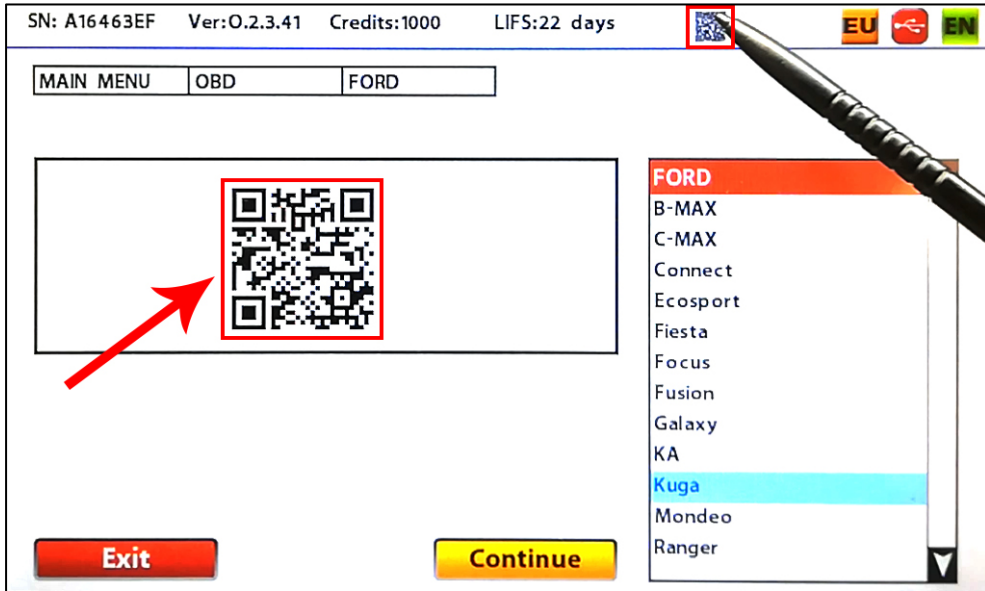 SN: A16463EF Ver:O.2.3.41 Credits:1000 LIFS:22 days EU EN
MAIN MENU OBD FORD
FORD
B-MAX
C-MAX
Connect
Ecosport
Fiesta
Focus
Fusion
Galaxy
KA
Kuga
Mondeo
Ranger
Exit Continue